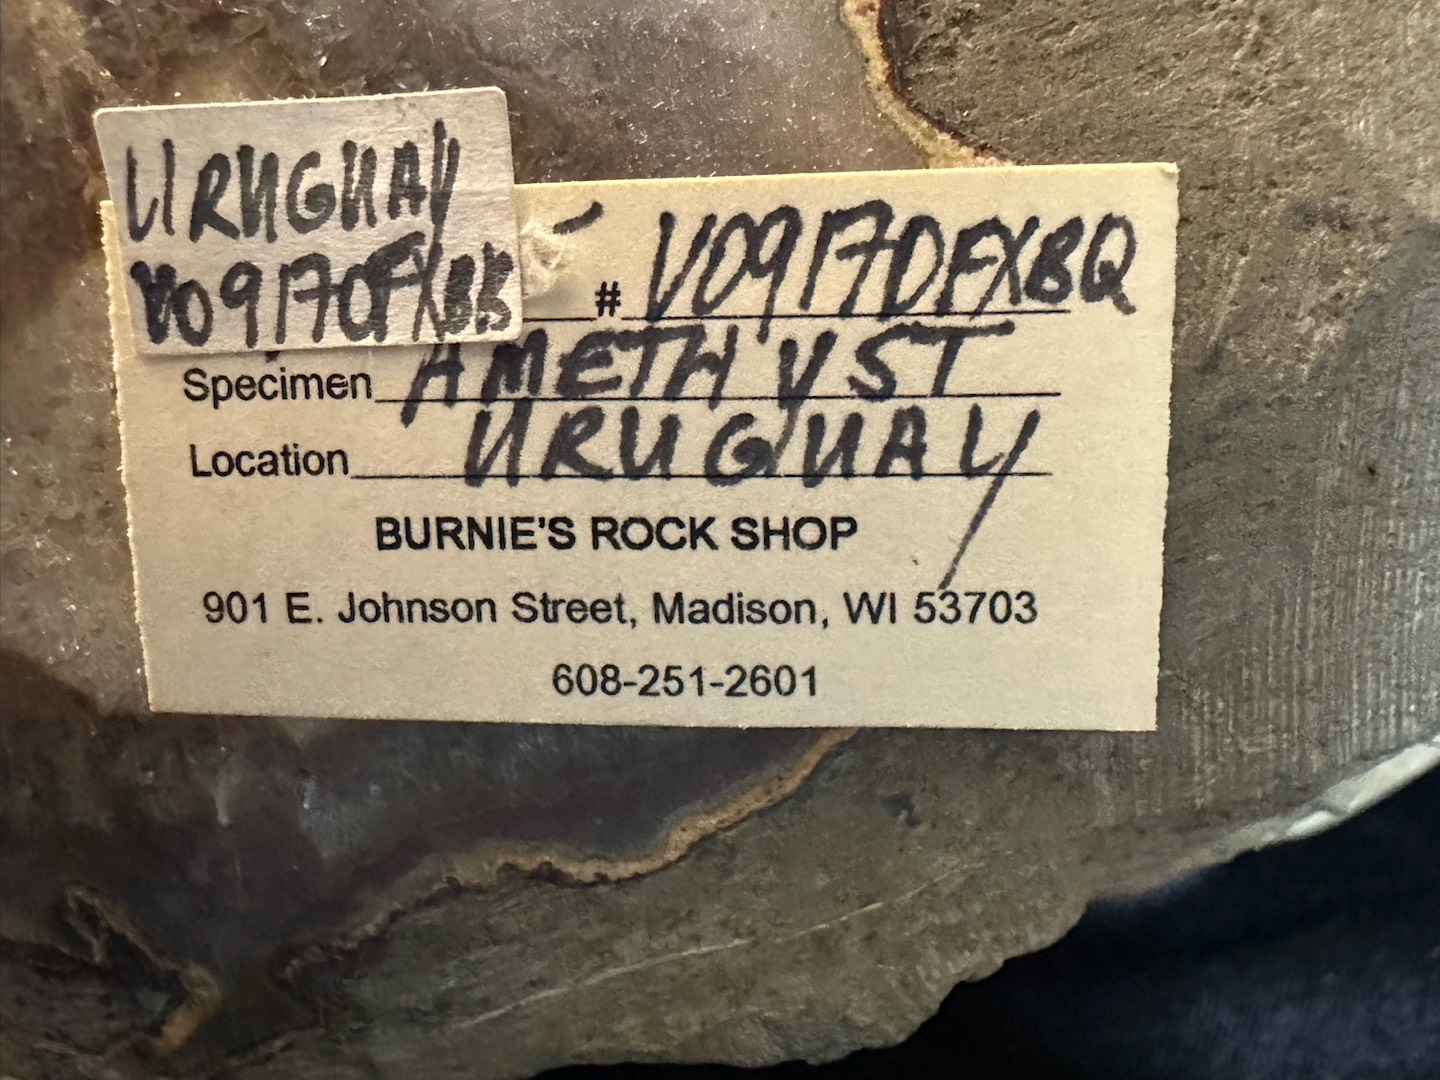 URUGUAY
V09170FXBB
# V09170FXBQ
Specimen AMETHYST
Location URUGUAY
BURNIE'S ROCK SHOP
901 E. Johnson Street, Madison, WI 53703
608-251-2601